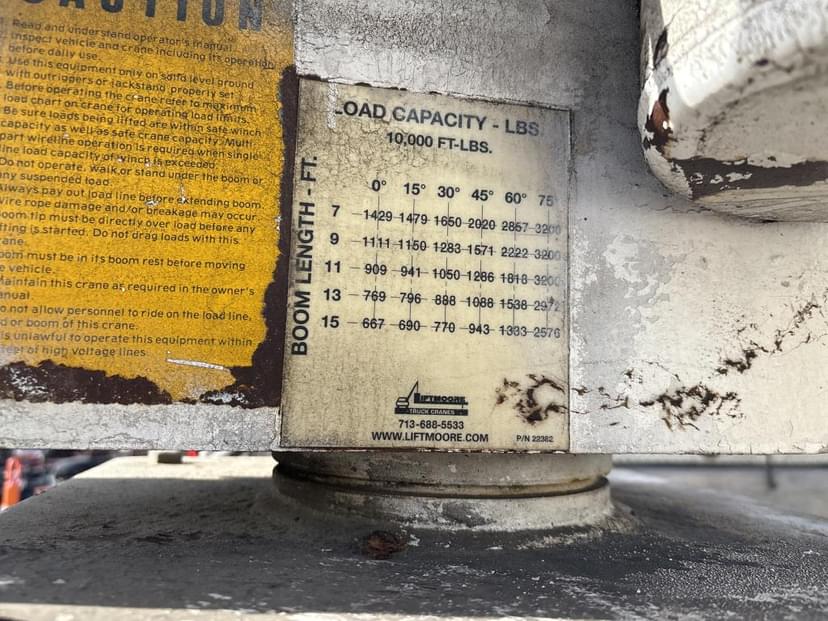 CAUTION
Read and understand operator's manual.
Inspect vehicle and crane including its operation
before daily use.
Use this equipment only on solid level ground
with outriggers or jackstand properly set.
Before operating the crane refer to maximum
load chart on crane for operating load limits.
Be sure loads being lifted are within safe winch
capacity as well as safe crane capacity. Multi-
part wireline operation is required when single
line load capacity of winch is exceeded.
Do not operate, walk or stand under the boom or
any suspended load.
Always pay out load line before extending boom.
Wire rope damage and/or breakage may occur.
Boom tip must be directly over load before any
lifting is started. Do not drag loads with this
crane.
Boom must be in its boom rest before moving
vehicle.
Maintain this crane as required in the owner's
manual.
Do not allow personnel to ride on the load line,
or boom of this crane.
is unlawful to operate this equipment within
feet of high voltage lines
LOAD CAPACITY - LBS.
10,000 FT-LBS.
BOOM LENGTH - FT.
0° 15° 30° 45° 60° 75°
7 1429 1479 1650 2020 2857 3200
9 1111 1150 1283 1571 2222 3200
11 909 941 1050 1286 1818 3200
13 769 796 888 1088 1538 2972
15 667 690 770 943 1333 2576
LIFTMOORE
TRUCK CRANES
713-688-5533
WWW.LIFTMOORE.COM P/N 22382